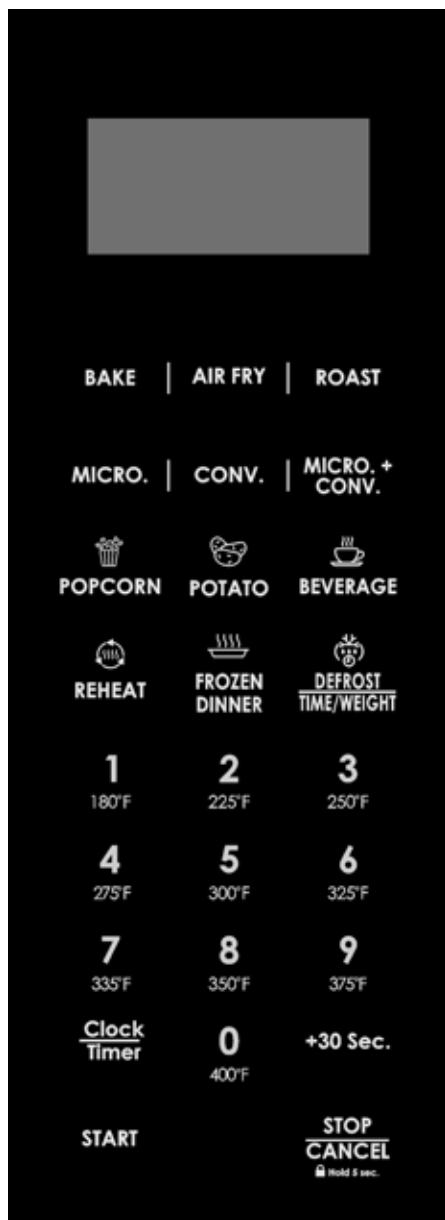 BAKE | AIR FRY | ROAST
MICRO. | CONV. | MICRO. +
CONV.
POPCORN POTATO BEVERAGE
REHEAT FROZEN DINNER DEFROST
TIME/WEIGHT
1 2 3
180°F 225°F 250°F
4 5 6
275°F 300°F 325°F
7 8 9
335°F 350°F 375°F
Clock
Timer
0
400°F
+30 Sec.
START
STOP
CANCEL
Hold 5 sec.